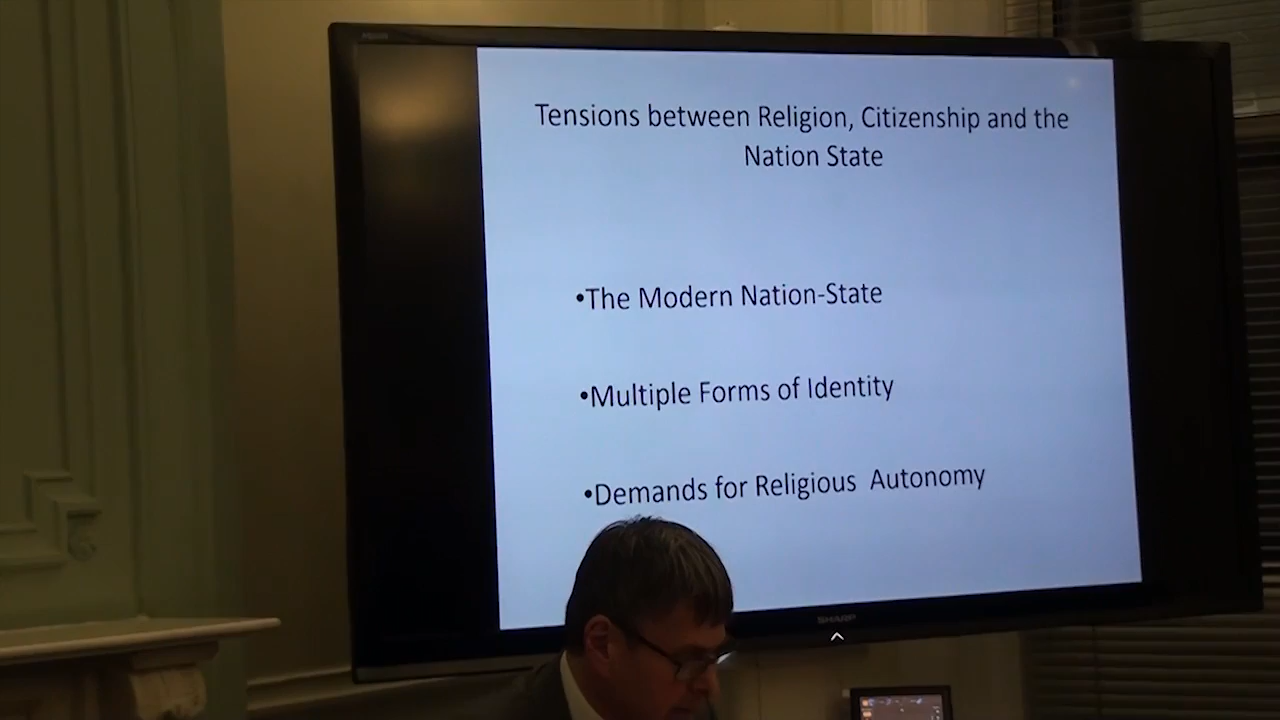 Tensions between Religion, Citizenship and the
Nation State
•The Modern Nation-State
•Multiple Forms of Identity
•Demands for Religious Autonomy
SHARP